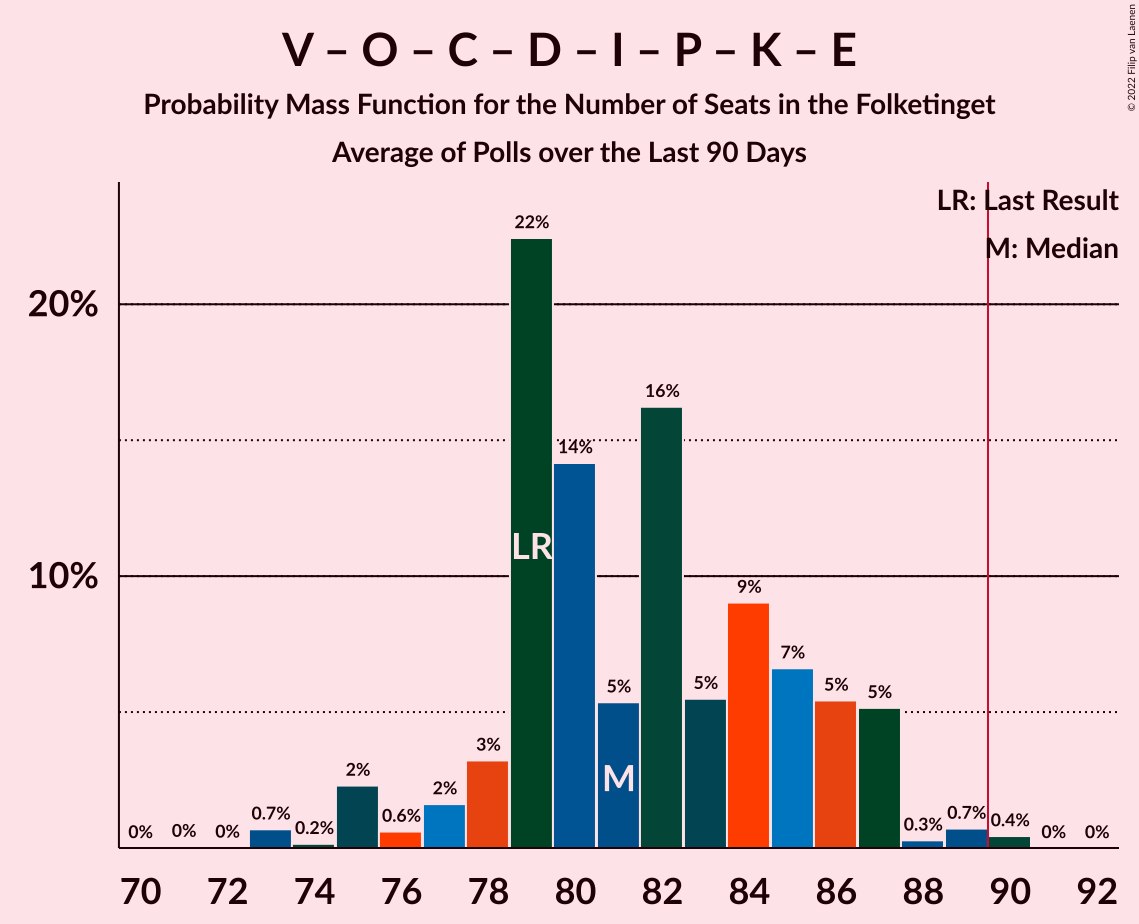 V – O – C – D – I – P – K – E
Probability Mass Function for the Number of Seats in the Folketinget
Average of Polls over the Last 90 Days
© 2022 Filip van Laenen
LR: Last Result
M: Median
20%
10%
0%
0%
0%
0.7%
0.2%
2%
0.6%
2%
3%
22%
14%
5%
16%
5%
9%
7%
5%
5%
0.3%
0.7%
0.4%
0%
0%
LR
M
70 72 74 76 78 80 82 84 86 88 90 92